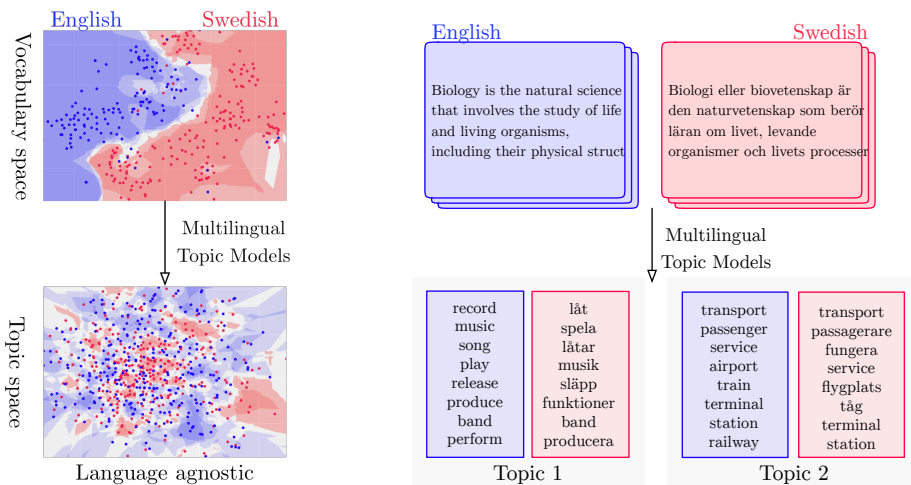 English
Swedish
Vocabulary space
Multilingual
Topic Models
Topic space
Language agnostic
English
Swedish
Biology is the natural science
that involves the study of life
and living organisms,
including their physical struct
Biologi eller biovetenskap är
den naturvetenskap som berör
läran om livet, levande
organismer och livets processer
Multilingual
Topic Models
record
music
song
play
release
produce
band
perform
låt
spela
låtar
musik
släpp
funktioner
band
producera
Topic 1
transport
passenger
service
airport
train
terminal
station
railway
transport
passagerare
fungera
service
flygplats
tåg
terminal
station
Topic 2